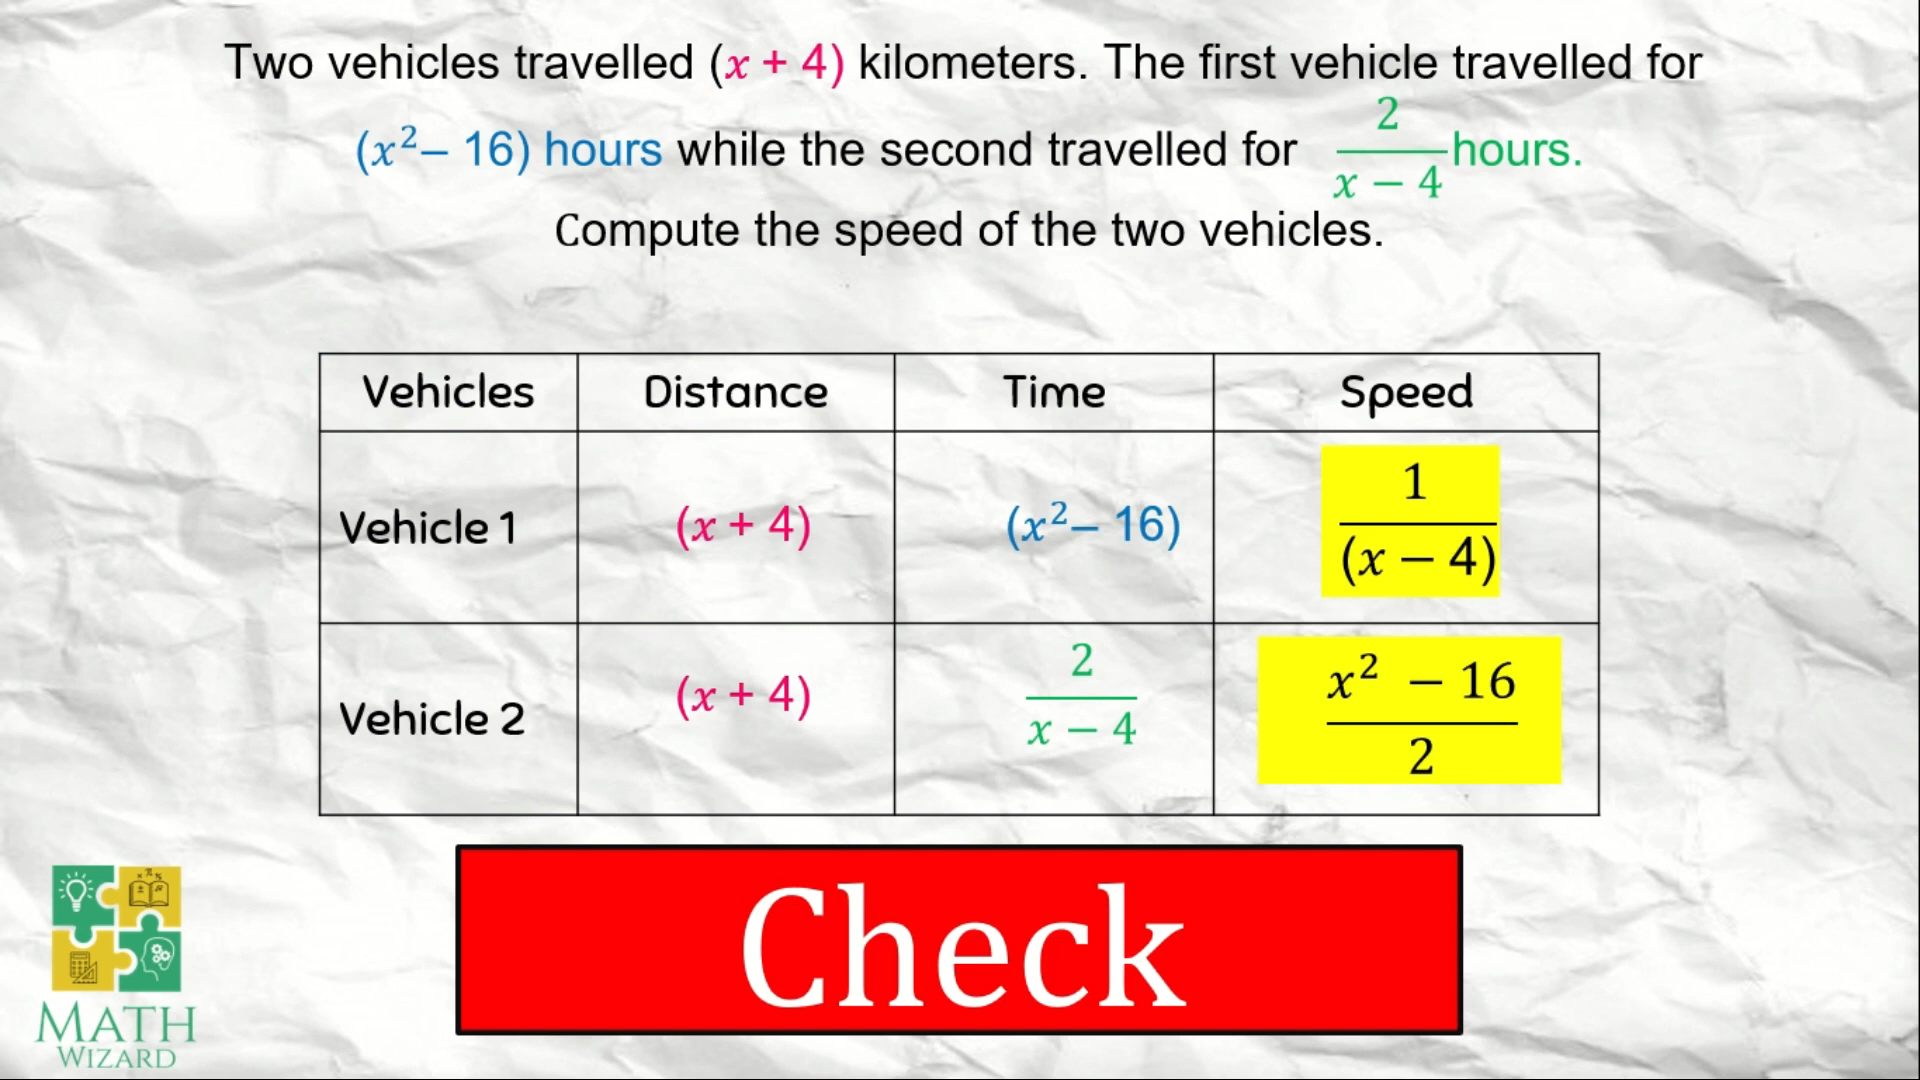 Two vehicles travelled (x + 4) kilometers. The first vehicle travelled for
(x² – 16) hours while the second travelled for 2/(x − 4) hours.
Compute the speed of the two vehicles.
Vehicles Distance Time Speed
Vehicle 1 (x + 4) (x² – 16) 1/(x − 4)
Vehicle 2 (x + 4) 2/(x − 4) (x² − 16)/2
Check
MATH
WIZARD